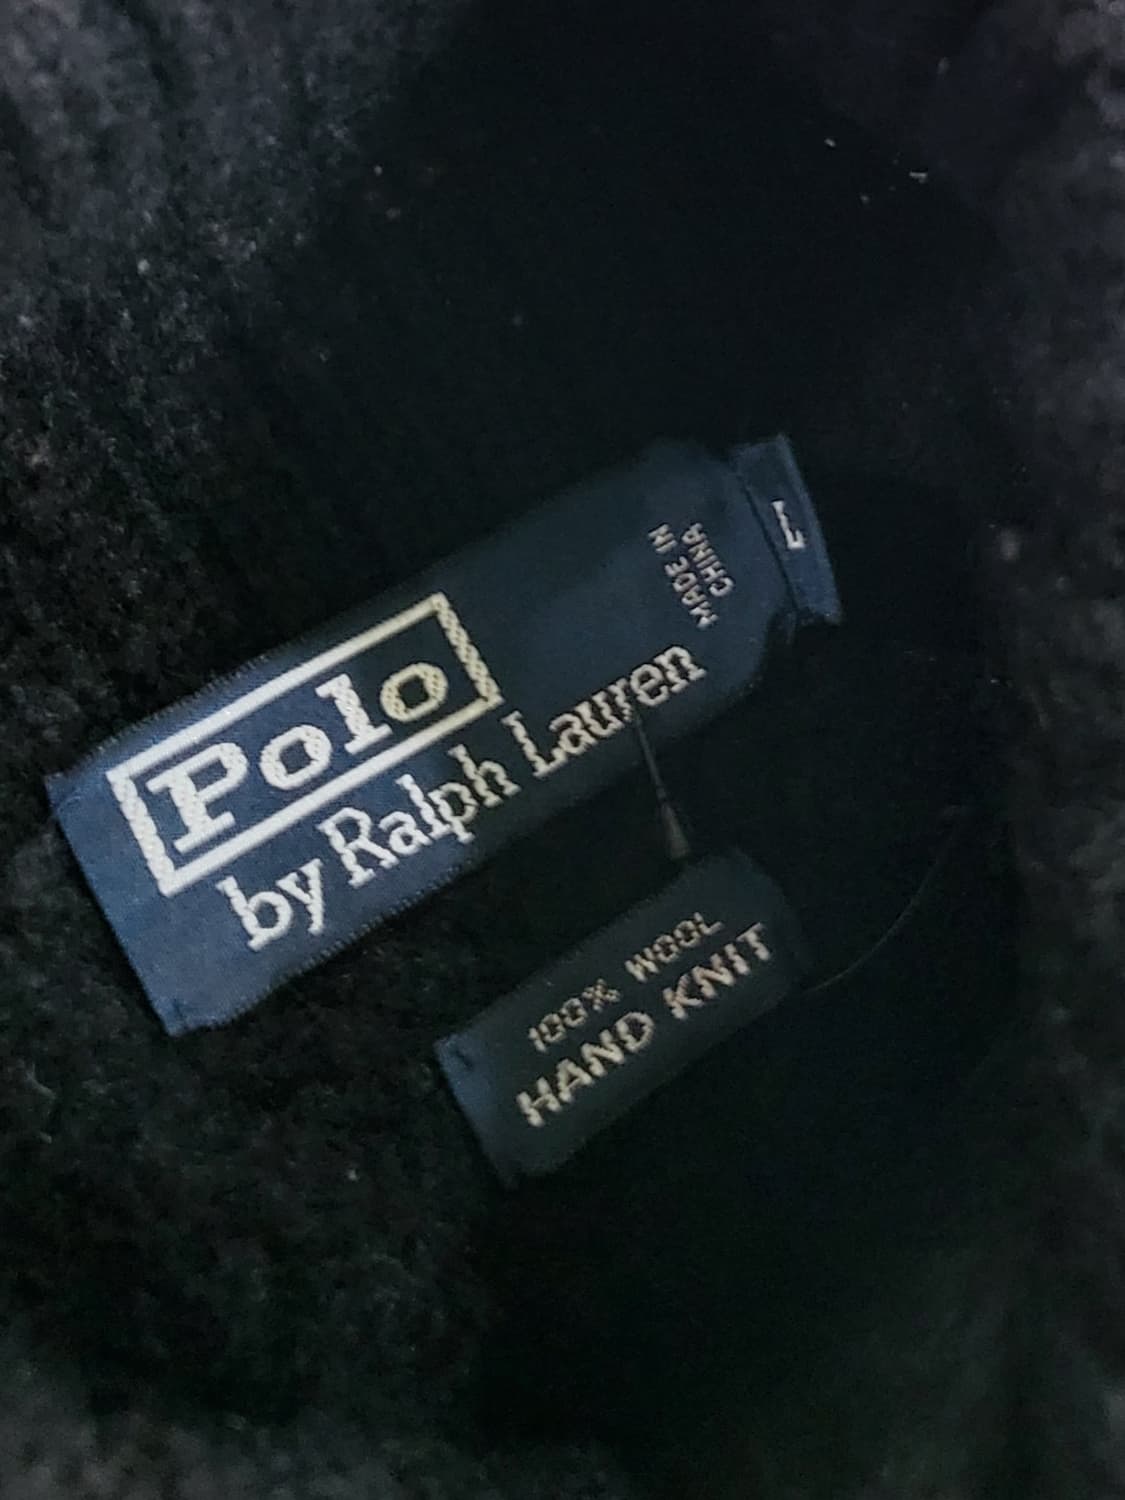 Polo
by Ralph Lauren
MADE IN
CHINA
L
100% WOOL
HAND KNIT